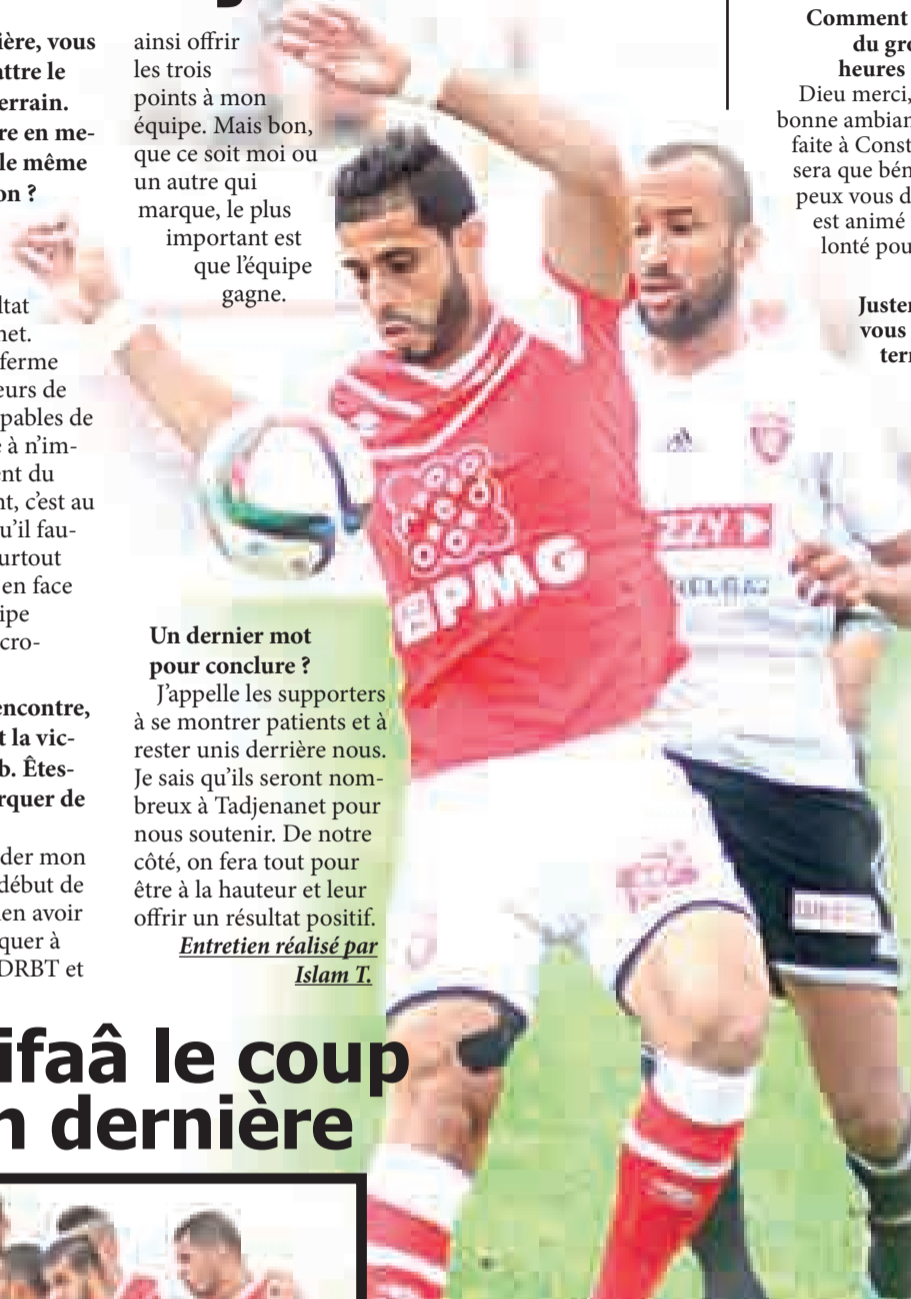 ière, vous
attre le
errain.
re en me-
le même
on ?
ltat
net.
ferme
eurs de
pables de
e à n'im-
ent du
nt, c'est au
u'il fau-
urtout
en face
ipe
cro-
encontre,
t la vic-
b. Êtes-
rquer de
der mon
début de
en avoir
quer à
DRBT et
ainsi offrir
les trois
points à mon
équipe. Mais bon,
que ce soit moi ou
un autre qui
marque, le plus
important est
que l'équipe
gagne.
Un dernier mot
pour conclure ?
J'appelle les supporters
à se montrer patients et à
rester unis derrière nous.
Je sais qu'ils seront nom-
breux à Tadjenanet pour
nous soutenir. De notre
côté, on fera tout pour
être à la hauteur et leur
offrir un résultat positif.
Entretien réalisé par
Islam T.
Comment
du gro
heures
Dieu merci,
bonne ambian
faite à Const
sera que bén
peux vous d
est animé
lonté pou
Juster
vous
terr
EPMG
ZZY
ifaâ le coup
n dernière